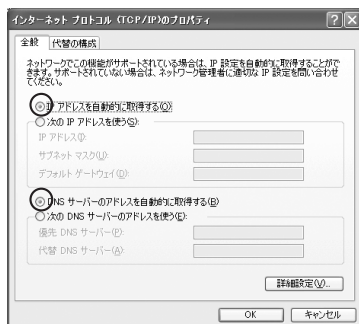 インターネット プロトコル (TCP/IP)のプロパティ
全般 代替の構成
ネットワークでこの機能がサポートされている場合は、IP 設定を自動的に取得することがで
きます。サポートされていない場合は、ネットワーク管理者に適切な IP 設定を問い合わせ
てください。
IP アドレスを自動的に取得する(O)
次の IP アドレスを使う(S):
IP アドレス(I):
サブネット マスク(U):
デフォルト ゲートウェイ(D):
DNS サーバーのアドレスを自動的に取得する(B)
次の DNS サーバーのアドレスを使う(E):
優先 DNS サーバー(P):
代替 DNS サーバー(A):
詳細設定(V)...
OK キャンセル